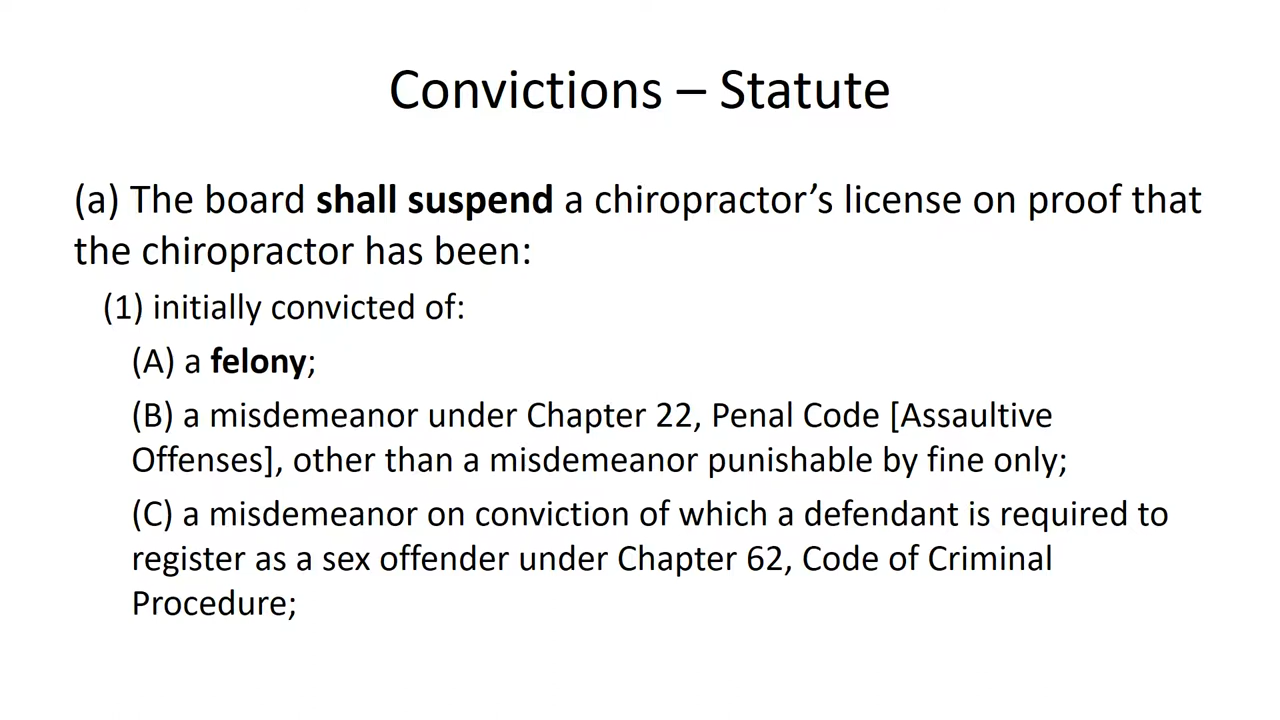 Convictions – Statute
(a) The board shall suspend a chiropractor’s license on proof that
the chiropractor has been:
(1) initially convicted of:
(A) a felony;
(B) a misdemeanor under Chapter 22, Penal Code [Assaultive
Offenses], other than a misdemeanor punishable by fine only;
(C) a misdemeanor on conviction of which a defendant is required to
register as a sex offender under Chapter 62, Code of Criminal
Procedure;